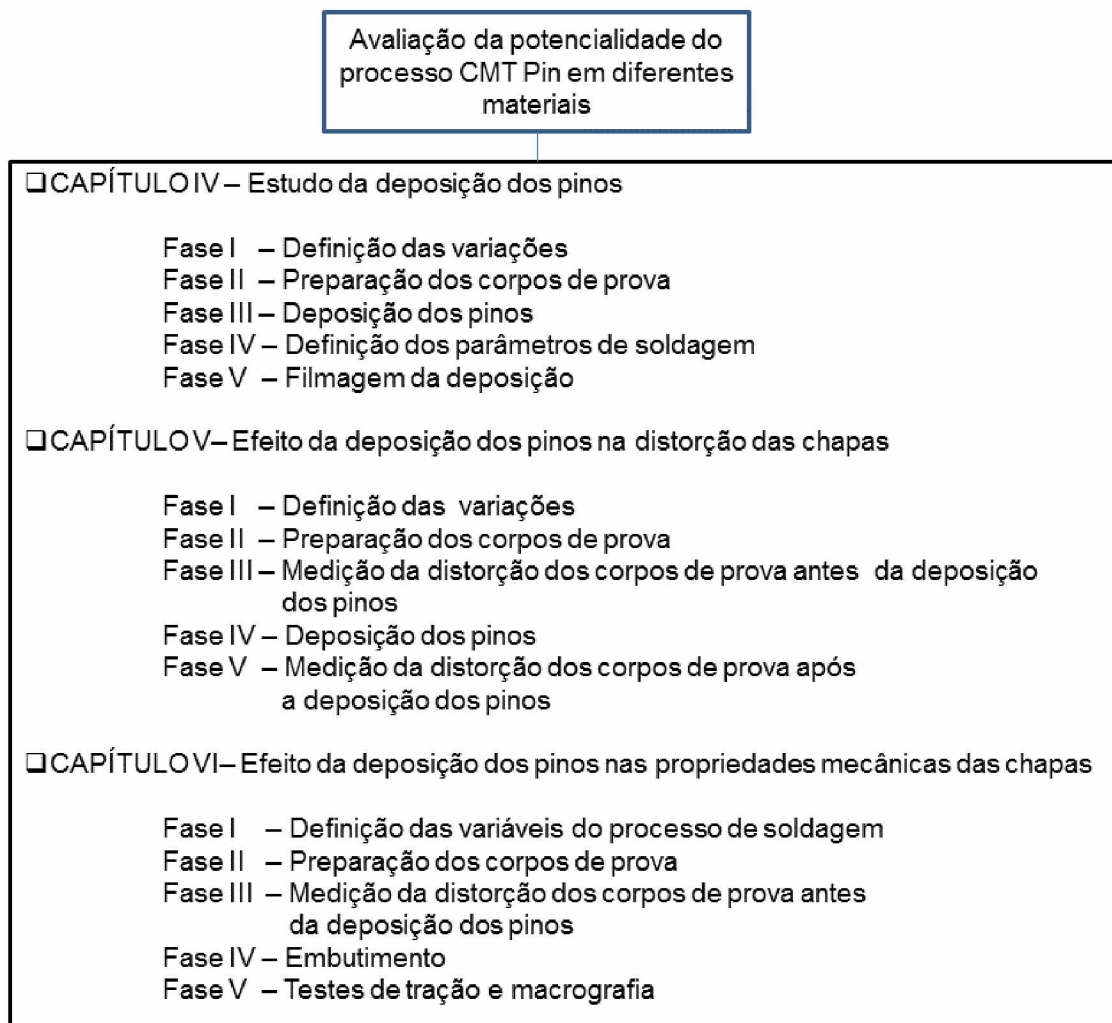 Avaliação da potencialidade do
processo CMT Pin em diferentes
materiais
❑CAPÍTULO IV – Estudo da deposição dos pinos
Fase I – Definição das variações
Fase II – Preparação dos corpos de prova
Fase III – Deposição dos pinos
Fase IV – Definição dos parâmetros de soldagem
Fase V – Filmagem da deposição
❑CAPÍTULO V– Efeito da deposição dos pinos na distorção das chapas
Fase I – Definição das variações
Fase II – Preparação dos corpos de prova
Fase III – Medição da distorção dos corpos de prova antes da deposição
dos pinos
Fase IV – Deposição dos pinos
Fase V – Medição da distorção dos corpos de prova após
a deposição dos pinos
❑CAPÍTULO VI– Efeito da deposição dos pinos nas propriedades mecânicas das chapas
Fase I – Definição das variáveis do processo de soldagem
Fase II – Preparação dos corpos de prova
Fase III – Medição da distorção dos corpos de prova antes
da deposição dos pinos
Fase IV – Embutimento
Fase V – Testes de tração e macrografia